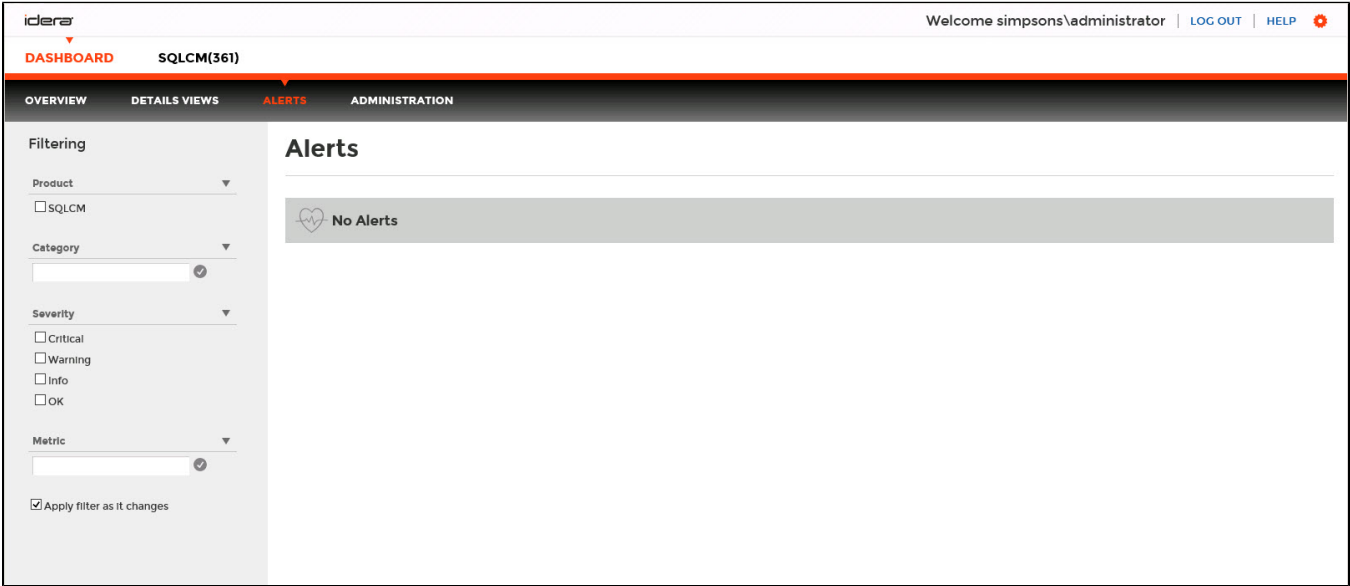 idera
Welcome simpsons\administrator | LOG OUT | HELP
DASHBOARD SQLCM(361)
OVERVIEW DETAILS VIEWS ALERTS ADMINISTRATION
Filtering
Product
SQLCM
Category
Severity
Critical
Warning
Info
OK
Metric
Apply filter as it changes
Alerts
No Alerts